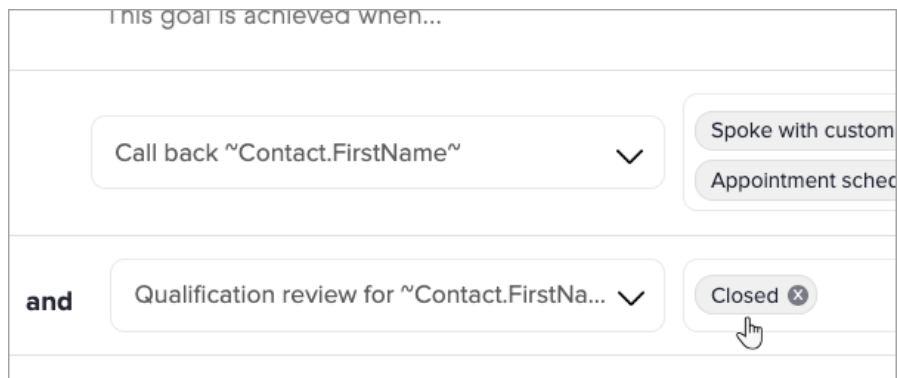 This goal is achieved when...
Call back ~Contact.FirstName~
Spoke with custom
Appointment sched
and
Qualification review for ~Contact.FirstNa...
Closed